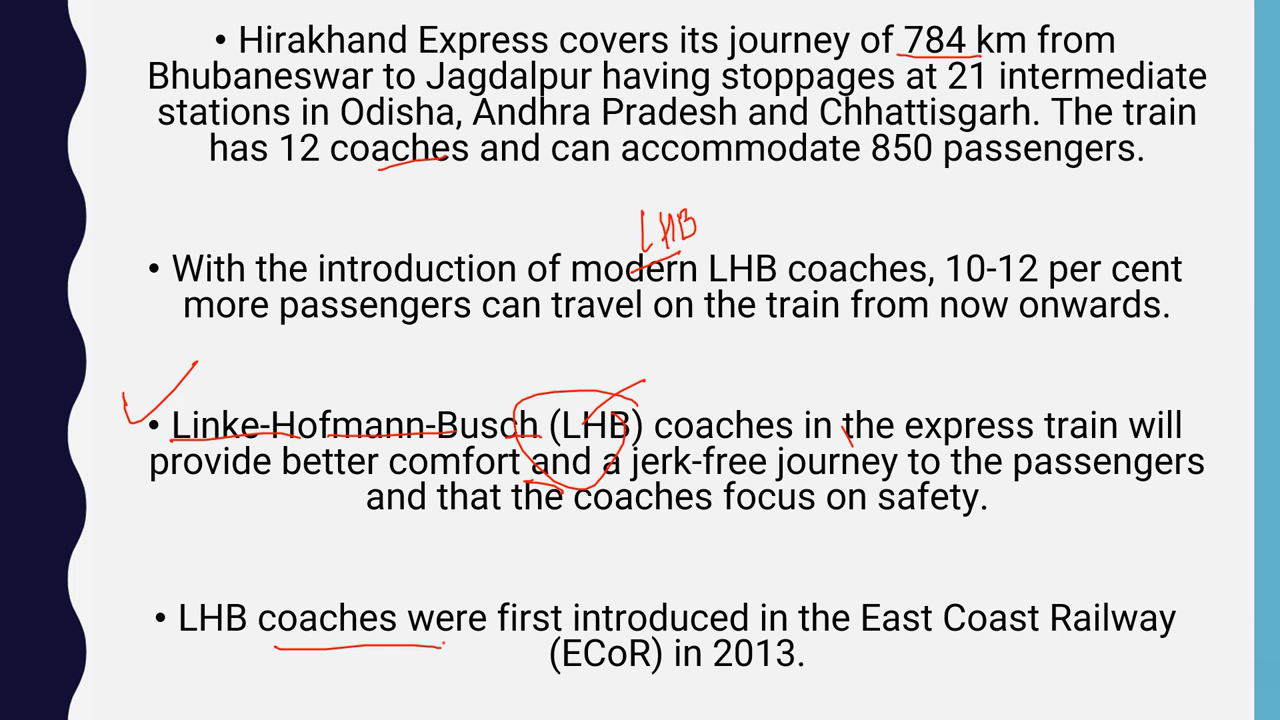 • Hirakhand Express covers its journey of 784 km from
Bhubaneswar to Jagdalpur having stoppages at 21 intermediate
stations in Odisha, Andhra Pradesh and Chhattisgarh. The train
has 12 coaches and can accommodate 850 passengers.
LHB
• With the introduction of modern LHB coaches, 10-12 per cent
more passengers can travel on the train from now onwards.
• Linke-Hofmann-Busch (LHB) coaches in the express train will
provide better comfort and a jerk-free journey to the passengers
and that the coaches focus on safety.
• LHB coaches were first introduced in the East Coast Railway
(ECoR) in 2013.